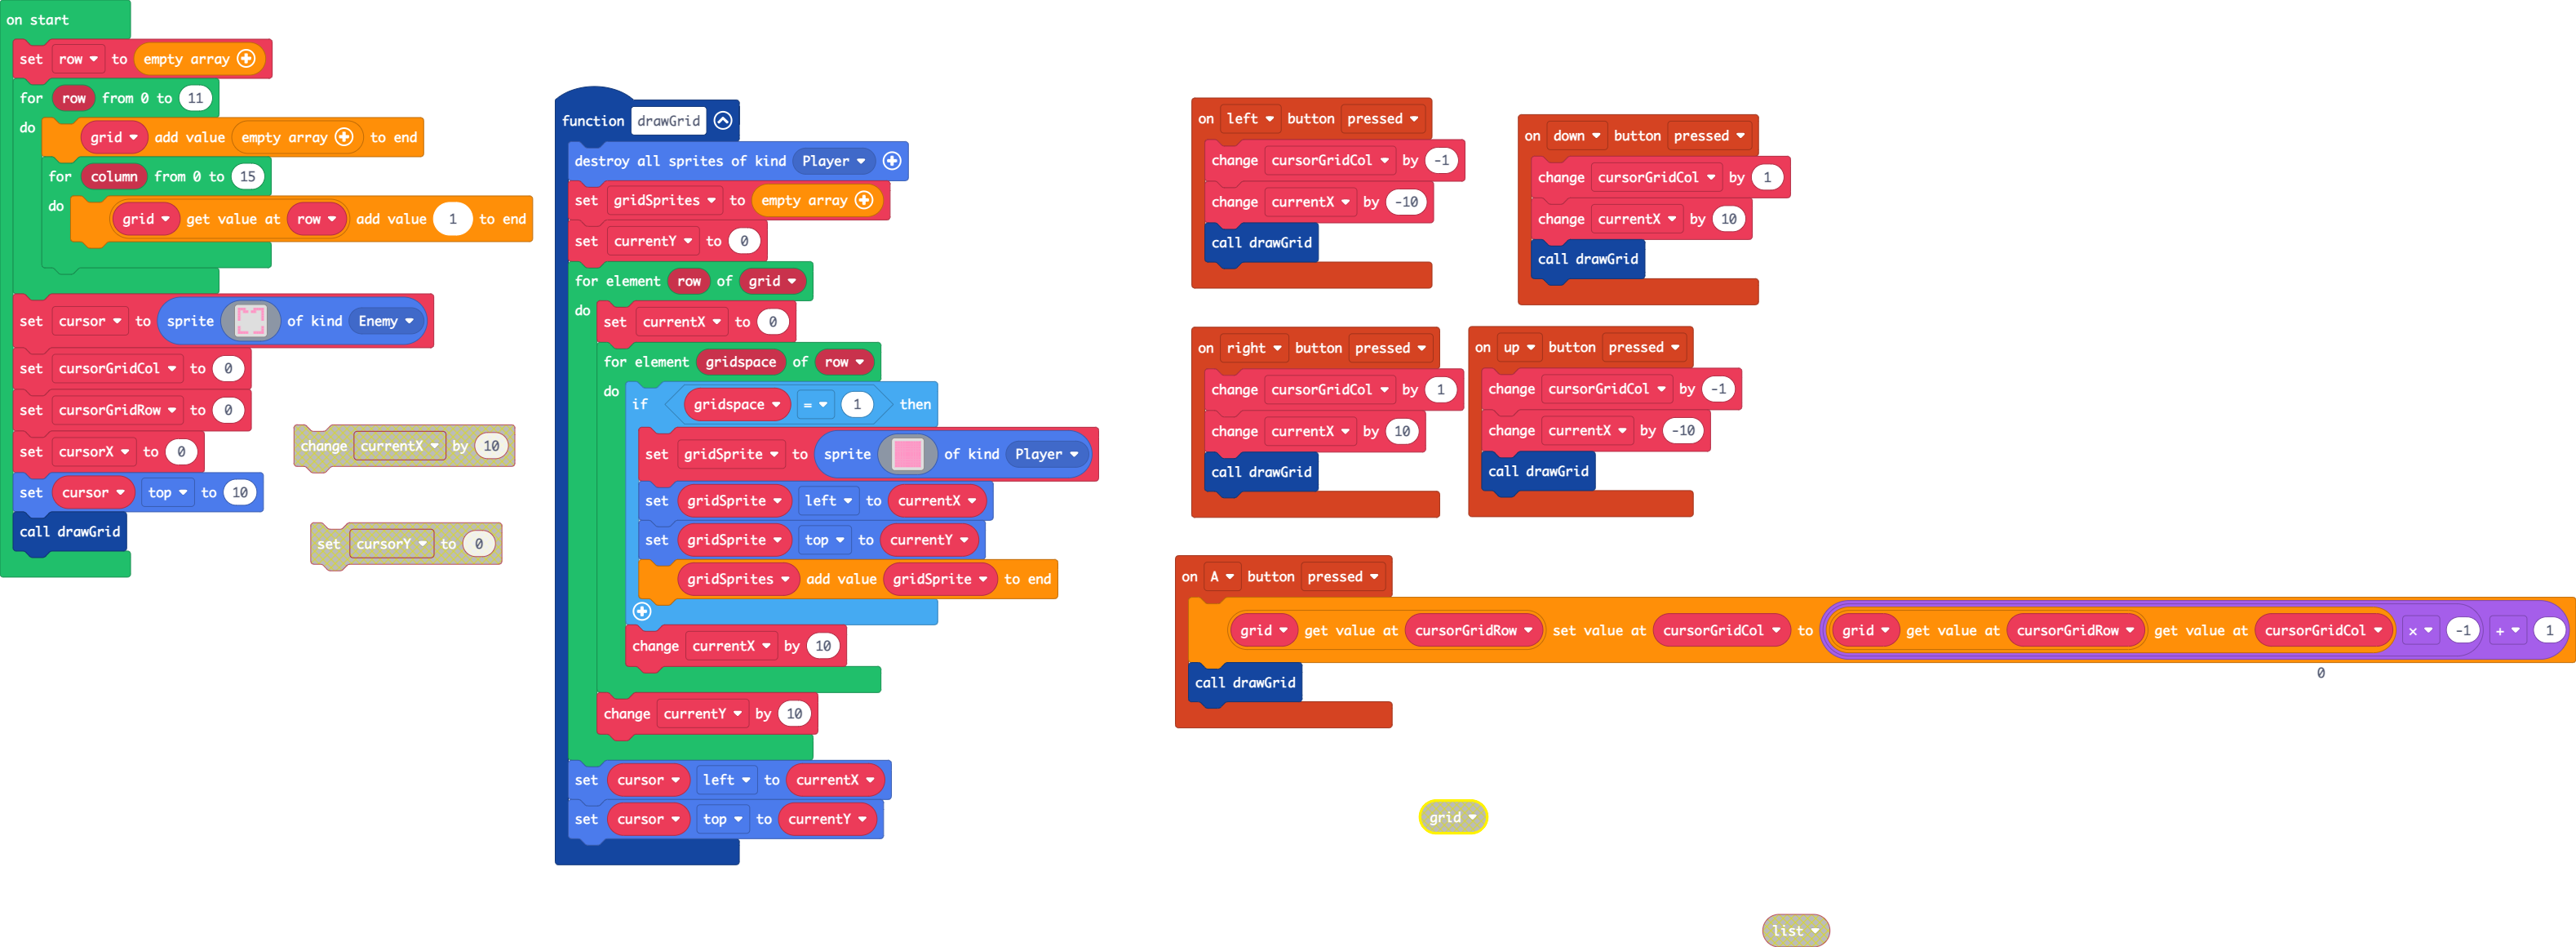 on start
set row to empty array
for row from 0 to 11
do
grid add value empty array to end
for column from 0 to 15
do
grid get value at row add value 1 to end
set cursor to sprite of kind Enemy
set cursorGridCol to 0
set cursorGridRow to 0
set cursorX to 0
set cursor top to 10
call drawGrid
change currentX by 10
set cursorY to 0
function drawGrid
destroy all sprites of kind Player
set gridSprites to empty array
set currentY to 0
for element row of grid
do
set currentX to 0
for element gridspace of row
do
if gridspace = 1 then
set gridSprite to sprite of kind Player
set gridSprite left to currentX
set gridSprite top to currentY
gridSprites add value gridSprite to end
change currentX by 10
change currentY by 10
set cursor left to currentX
set cursor top to currentY
on left button pressed
change cursorGridCol by -1
change currentX by -10
call drawGrid
on down button pressed
change cursorGridCol by 1
change currentX by 10
call drawGrid
on right button pressed
change cursorGridCol by 1
change currentX by 10
call drawGrid
on up button pressed
change cursorGridCol by -1
change currentX by -10
call drawGrid
on A button pressed
grid get value at cursorGridRow set value at cursorGridCol to grid get value at cursorGridRow get value at cursorGridCol × -1 + 1
0
call drawGrid
grid
list